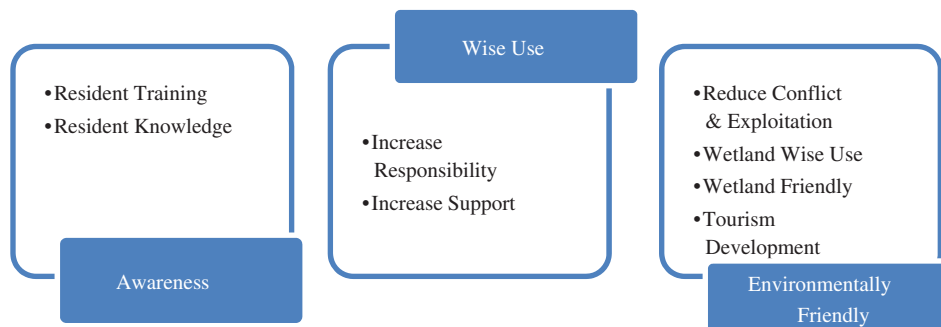 •Resident Training
•Resident Knowledge
Awareness
Wise Use
•Increase
Responsibility
•Increase Support
•Reduce Conflict
& Exploitation
•Wetland Wise Use
•Wetland Friendly
•Tourism
Development
Environmentally
Friendly